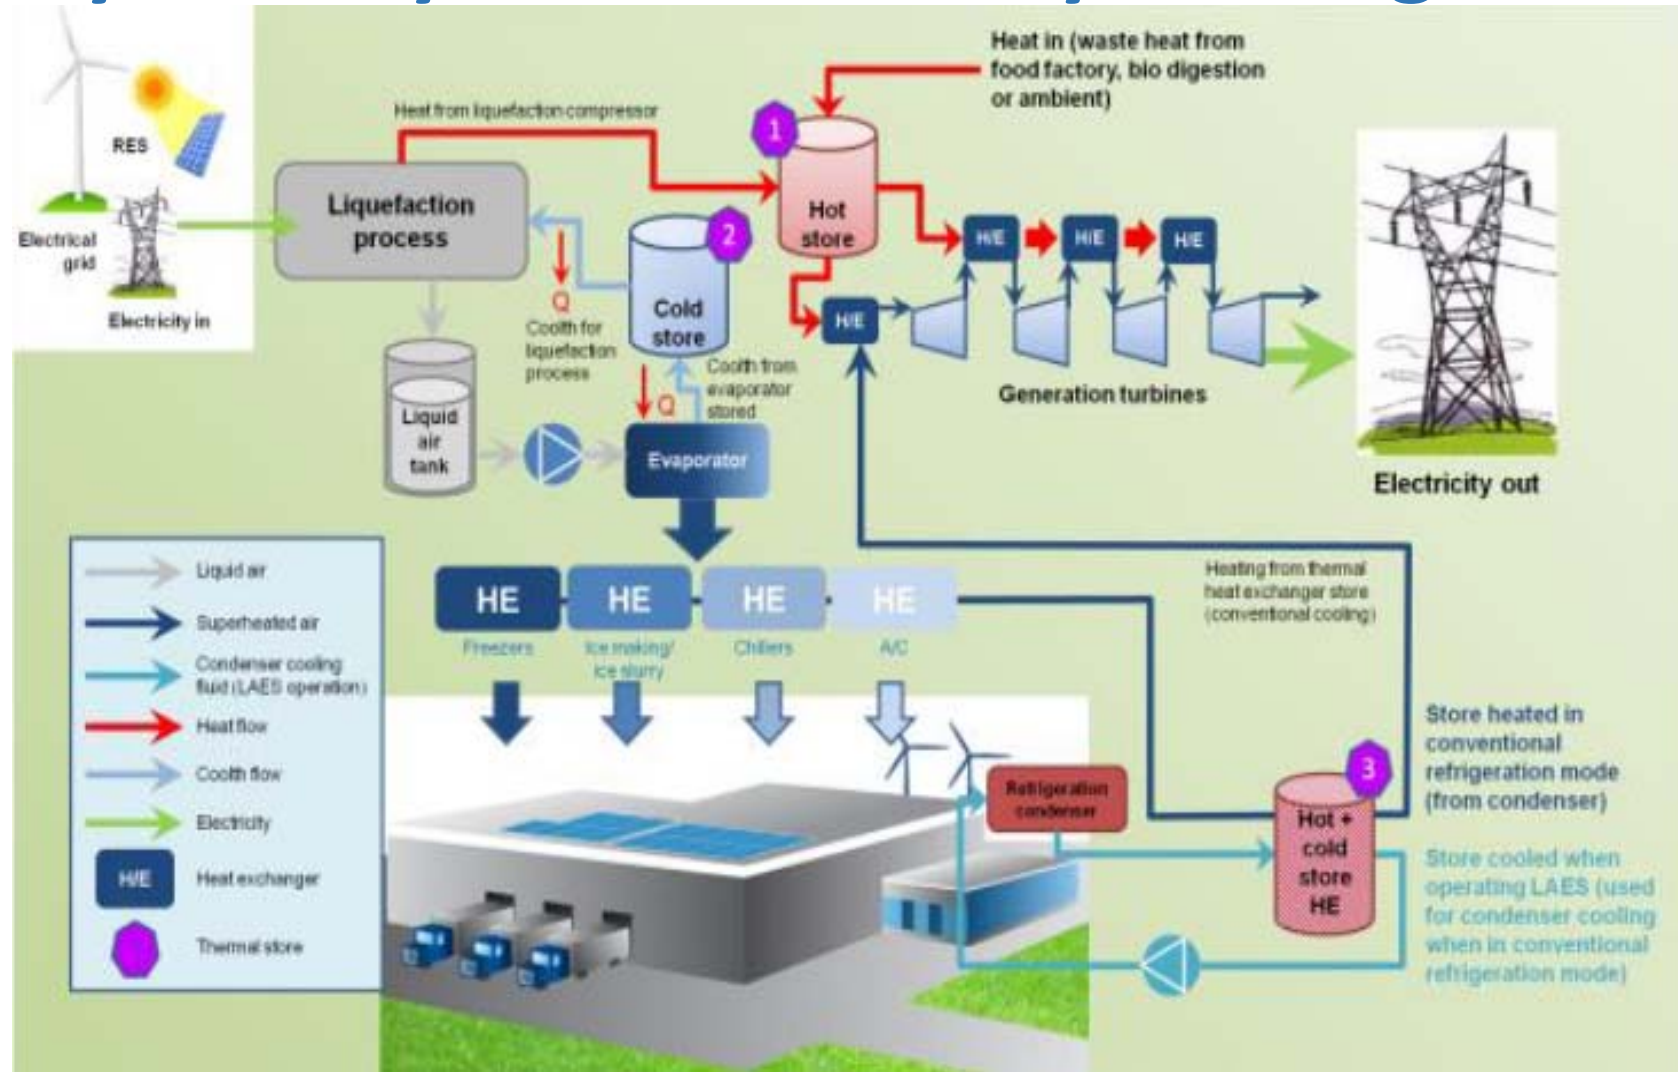 Heat in (waste heat from
food factory, bio digestion
or ambient)
Heat from liquefaction compressor
1
RES
Liquefaction
process
Hot
store
2
H/E
H/E
H/E
Electrical
grid
Q
Cold
store
H/E
Electricity in
Coolth for
liquefaction
process
Coolth from
evaporator
stored
Generation turbines
Q
Liquid
air
tank
Evaporator
Electricity out
Liquid air
Superheated air
Condenser cooling
fluid (LAES operation)
Heat flow
Coolth flow
Electricity
H/E
Heat exchanger
Thermal store
HE
HE
HE
HE
Freezers
Ice making/
Ice slurry
Chillers
A/C
Heating from thermal
heat exchanger store
(conventional cooling)
Refrigeration
condenser
3
Hot +
cold
store
HE
Store heated in
conventional
refrigeration mode
(from condenser)
Store cooled when
operating LAES (used
for condenser cooling
when in conventional
refrigeration mode)